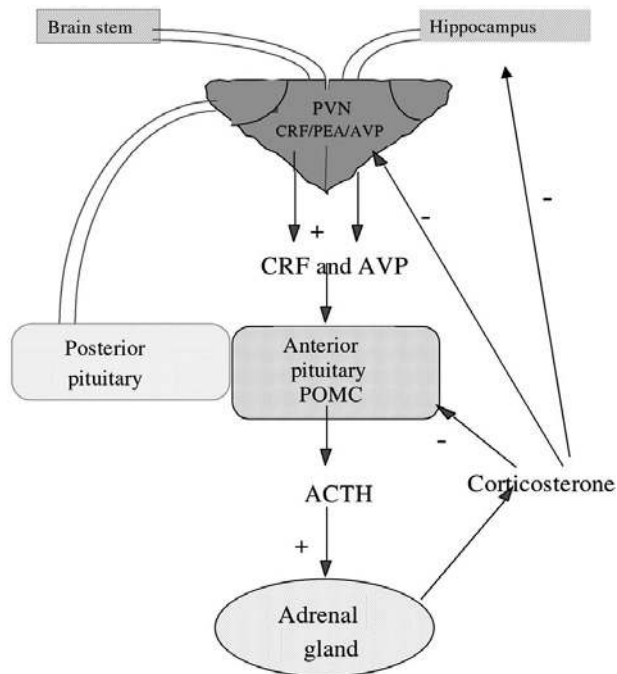 Brain stem
Hippocampus
PVN
CRF/PEA/AVP
+
-
-
CRF and AVP
Posterior
pituitary
Anterior
pituitary
POMC
-
ACTH
Corticosterone
+
Adrenal
gland